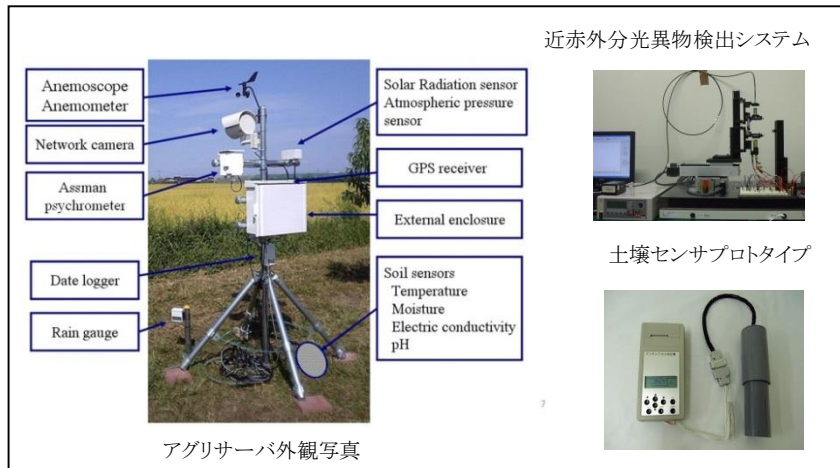 Anemoscope
Anemometer
Network camera
Assman
psychrometer
Date logger
Rain gauge
Solar Radiation sensor
Atmospheric pressure
sensor
GPS receiver
External enclosure
Soil sensors
Temperature
Moisture
Electric conductivity
pH
7
アグリサーバ外観写真
近赤外分光異物検出システム
土壌センサプロトタイプ